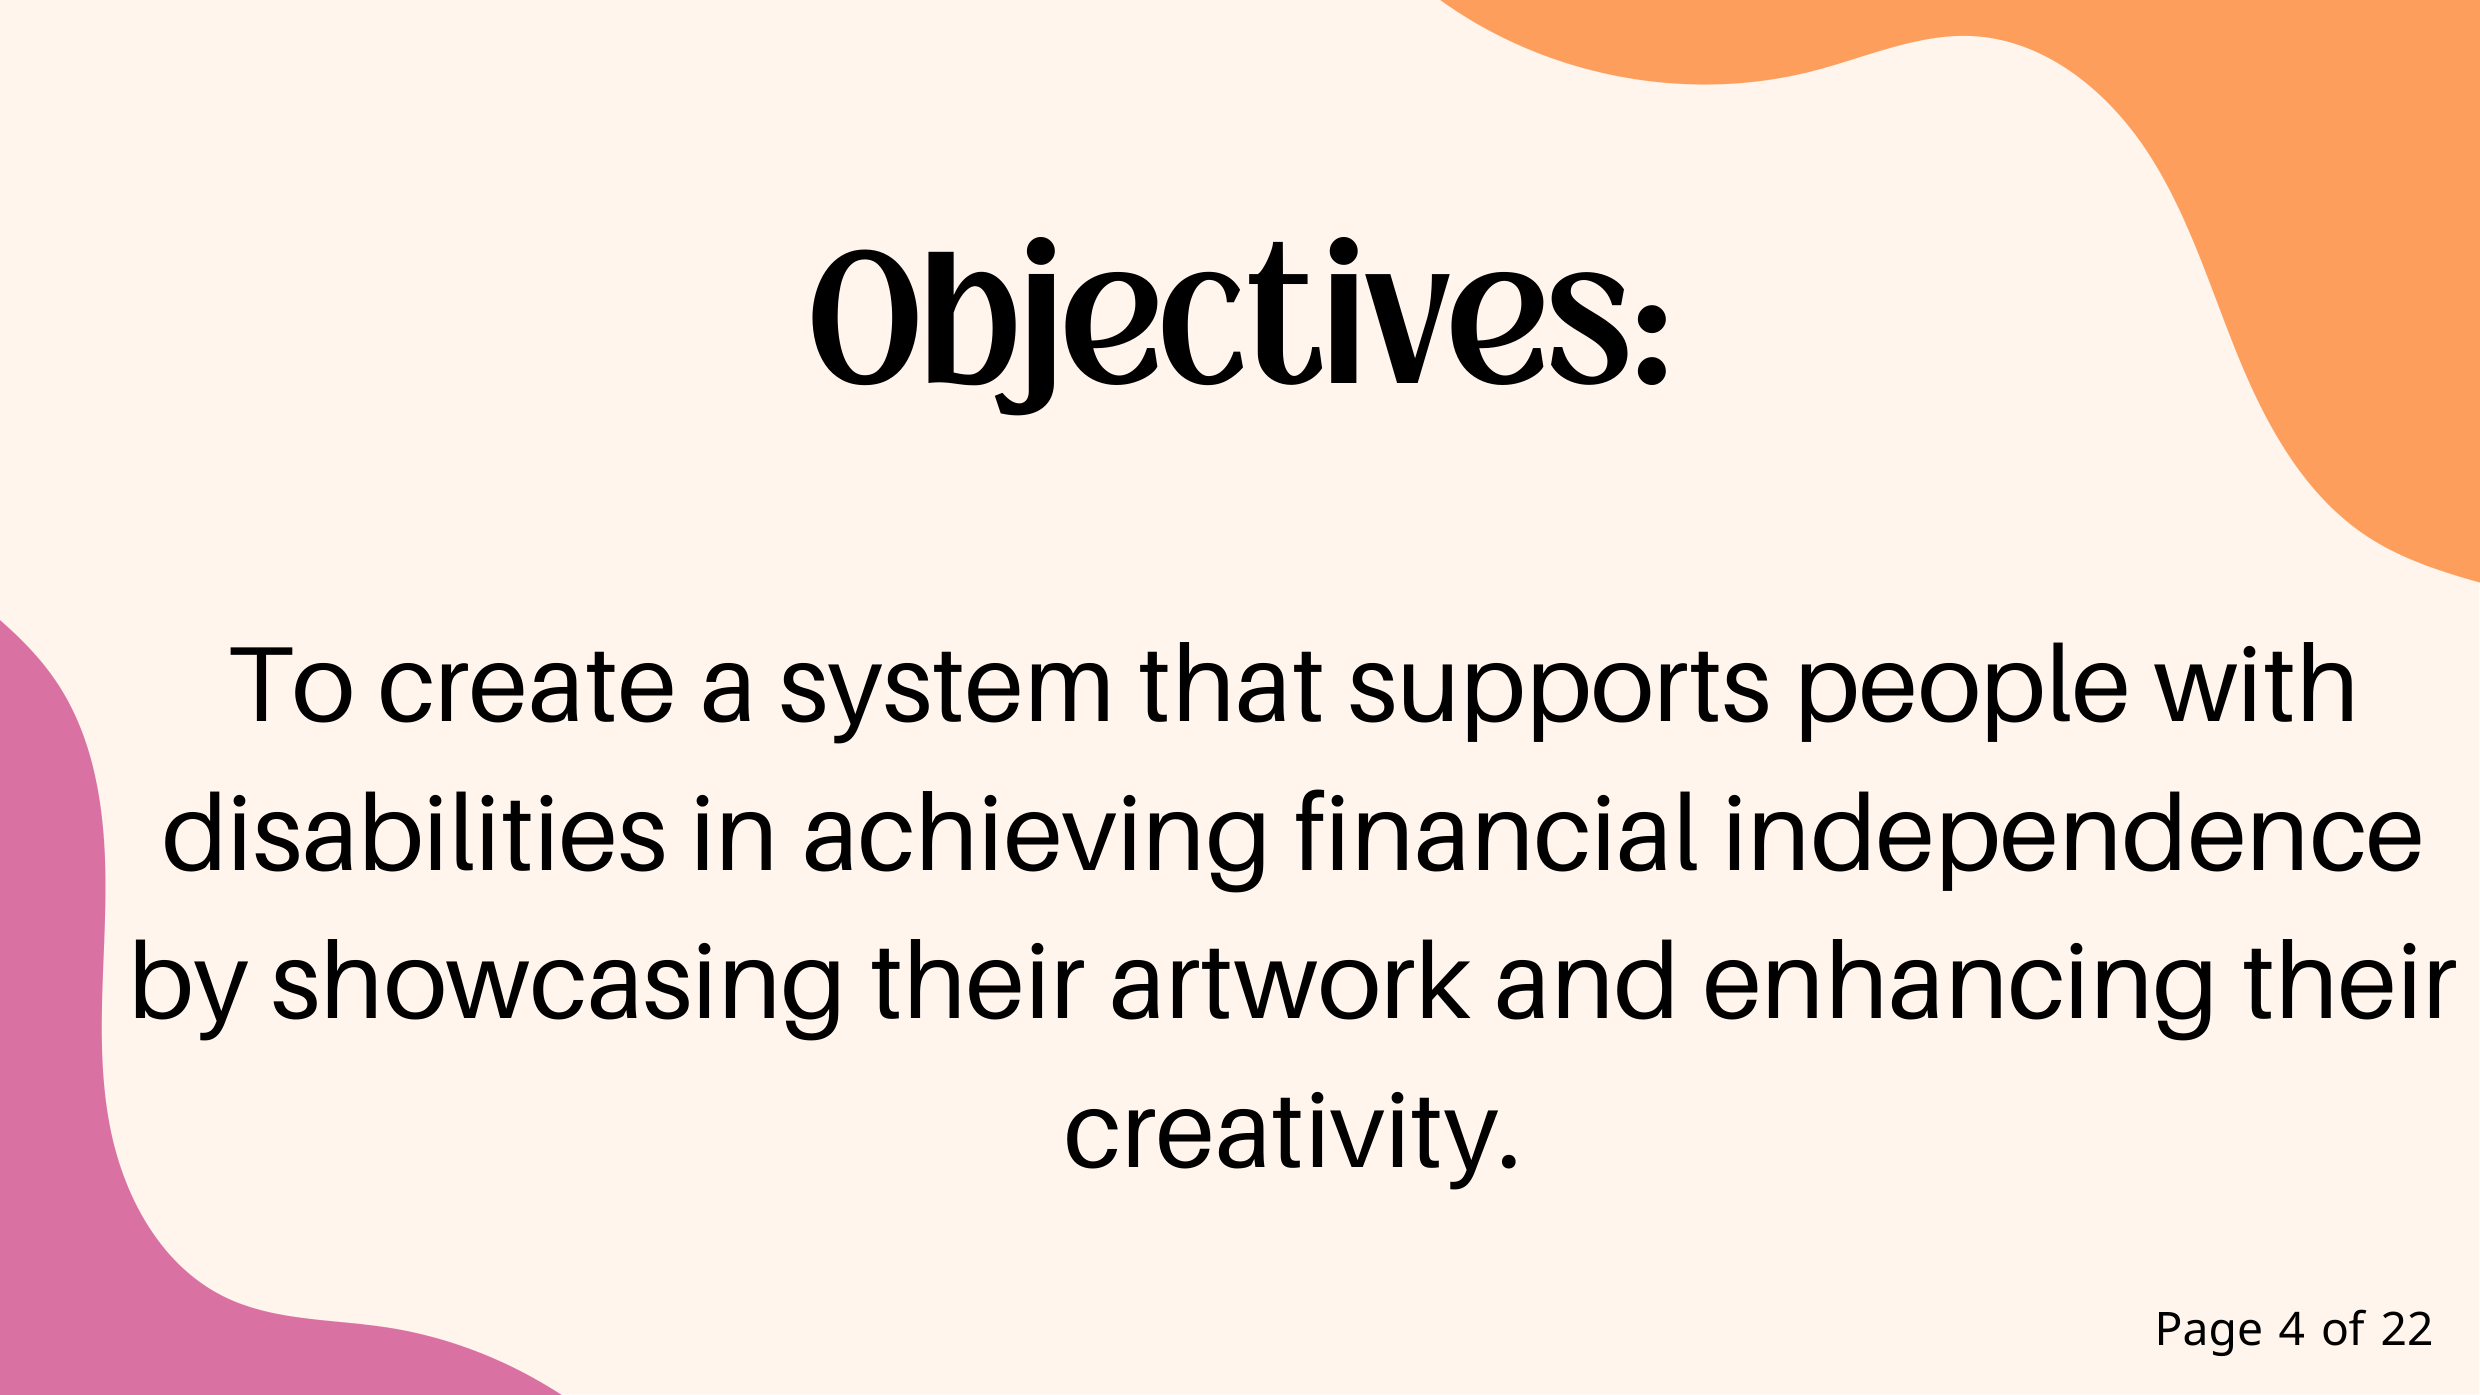 Objectives:
To create a system that supports people with
disabilities in achieving financial independence
by showcasing their artwork and enhancing their
creativity.
Page 4 of 22